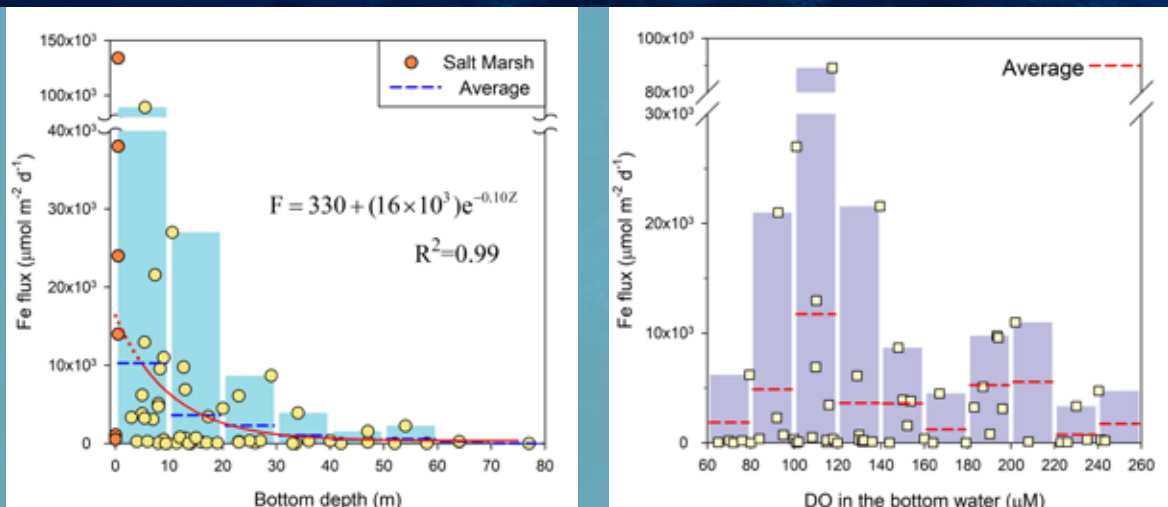 150x10³
100x10³
40x10³
30x10³
20x10³
10x10³
0
Fe flux (μmol m⁻² d⁻¹)
Salt Marsh
Average
F = 330 + (16×10³)e^−0.10Z
R²=0.99
0 10 20 30 40 50 60 70 80
Bottom depth (m)
100x10³
80x10³
30x10³
20x10³
10x10³
0
Fe flux (μmol m⁻² d⁻¹)
Average
60 80 100 120 140 160 180 200 220 240 260
DO in the bottom water (μM)